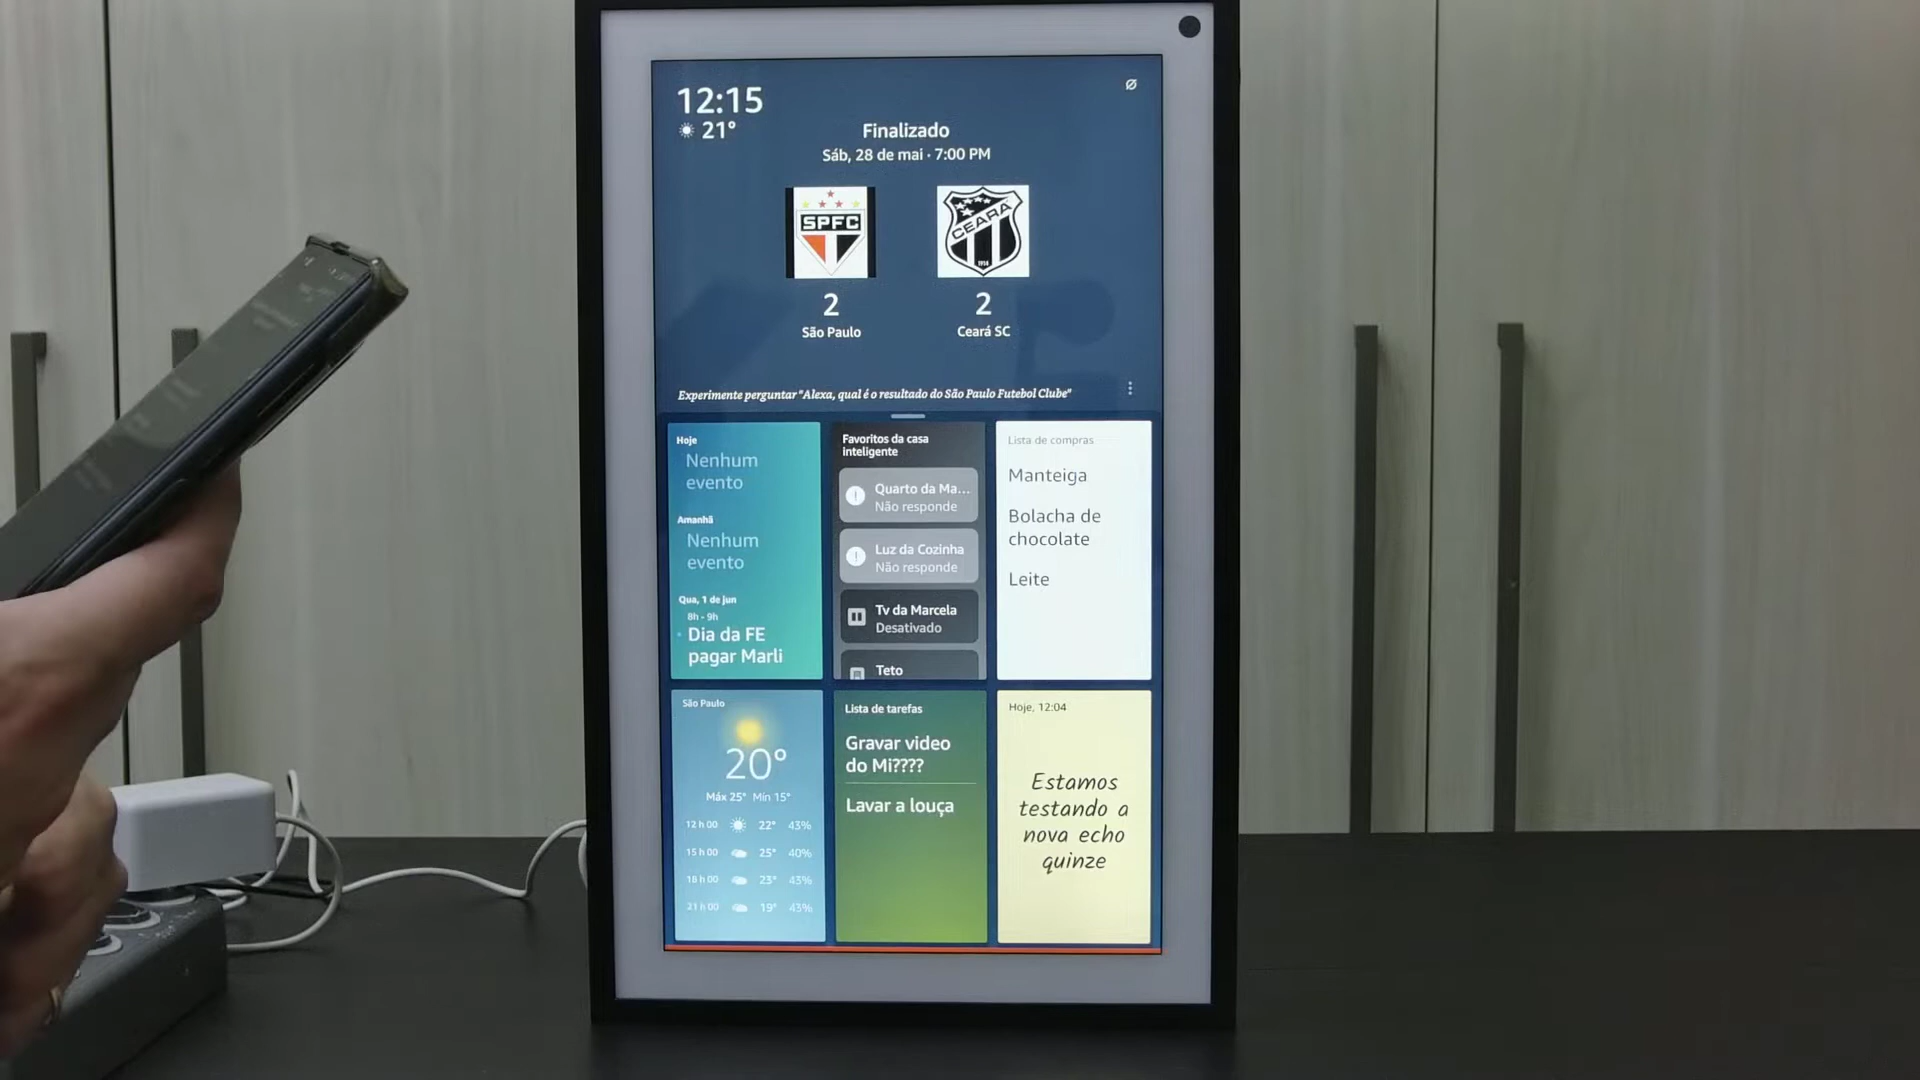 12:15
21°
Finalizado
Sáb, 28 de mai · 7:00 PM
SPFC
CEARÁ
1914
2
2
São Paulo
Ceará SC
Experimente perguntar "Alexa, qual é o resultado do São Paulo Futebol Clube"
Hoje
Nenhum
evento
Amanhã
Nenhum
evento
Qua, 1 de jun
8h - 9h
Dia da FE
pagar Marli
Favoritos da casa
inteligente
Quarto da Ma...
Não responde
Luz da Cozinha
Não responde
Tv da Marcela
Desativado
Teto
Lista de compras
Manteiga
Bolacha de
chocolate
Leite
São Paulo
20°
Máx 25° Mín 15°
12 h 00 22° 43%
15 h 00 25° 40%
18 h 00 23° 43%
21 h 00 19° 43%
Lista de tarefas
Gravar video
do Mi????
Lavar a louça
Hoje, 12:04
Estamos
testando a
nova echo
quinze